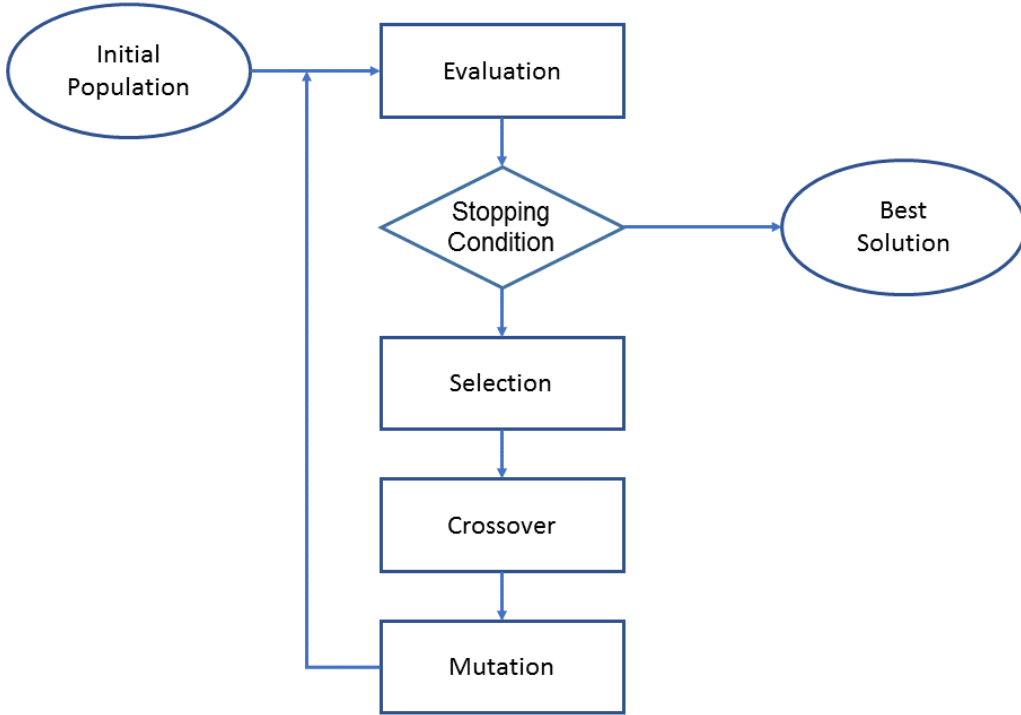 Initial
Population
Evaluation
Stopping
Condition
Best
Solution
Selection
Crossover
Mutation